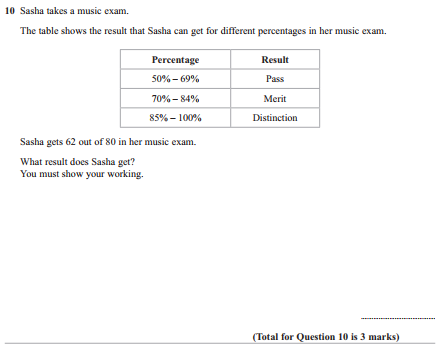 10 Sasha takes a music exam.
The table shows the result that Sasha can get for different percentages in her music exam.
Percentage Result
50% – 69% Pass
70% – 84% Merit
85% – 100% Distinction
Sasha gets 62 out of 80 in her music exam.
What result does Sasha get?
You must show your working.
(Total for Question 10 is 3 marks)